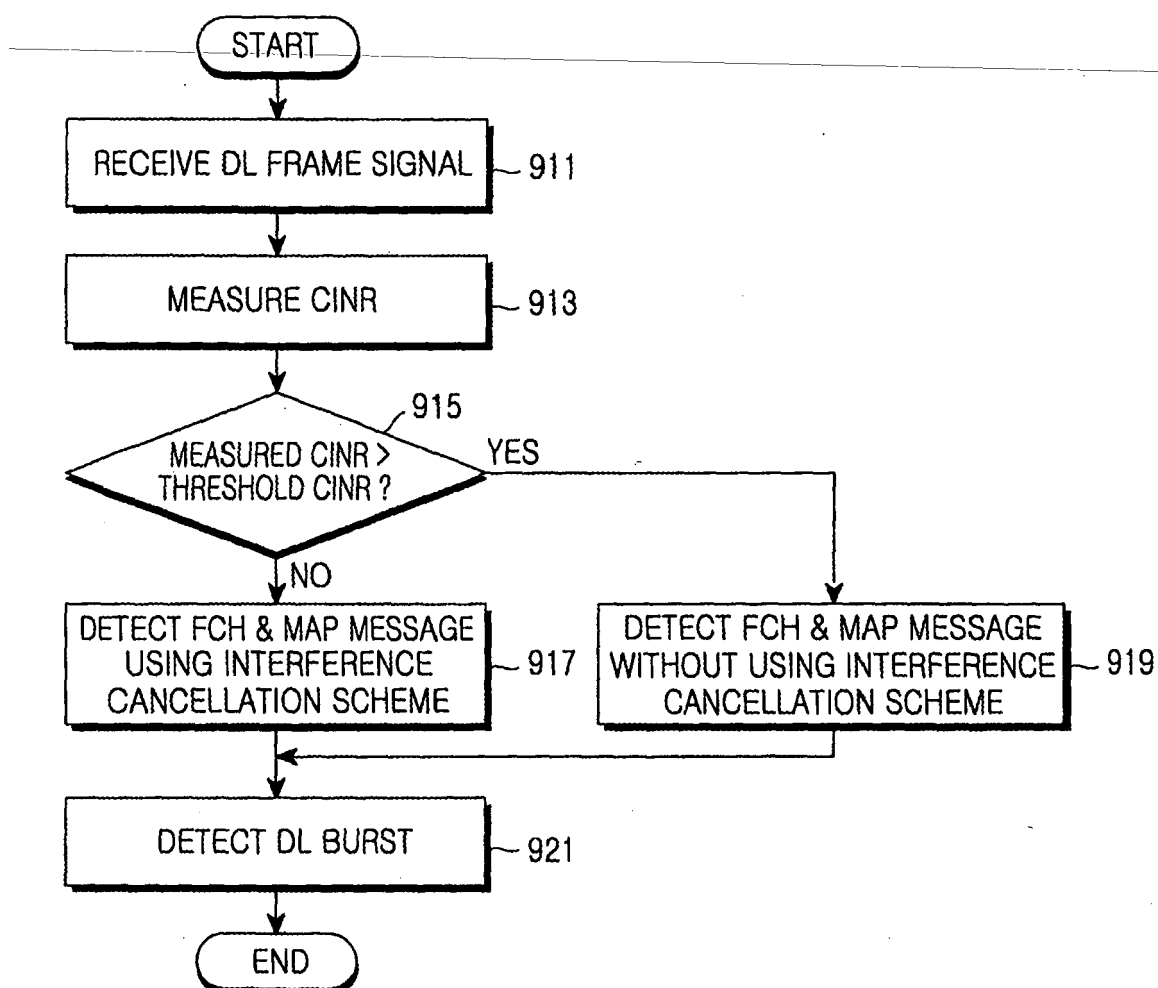 START
RECEIVE DL FRAME SIGNAL
911
MEASURE CINR
913
915
MEASURED CINR >
THRESHOLD CINR ?
YES
NO
DETECT FCH & MAP MESSAGE
USING INTERFERENCE
CANCELLATION SCHEME
917
DETECT FCH & MAP MESSAGE
WITHOUT USING INTERFERENCE
CANCELLATION SCHEME
919
DETECT DL BURST
921
END